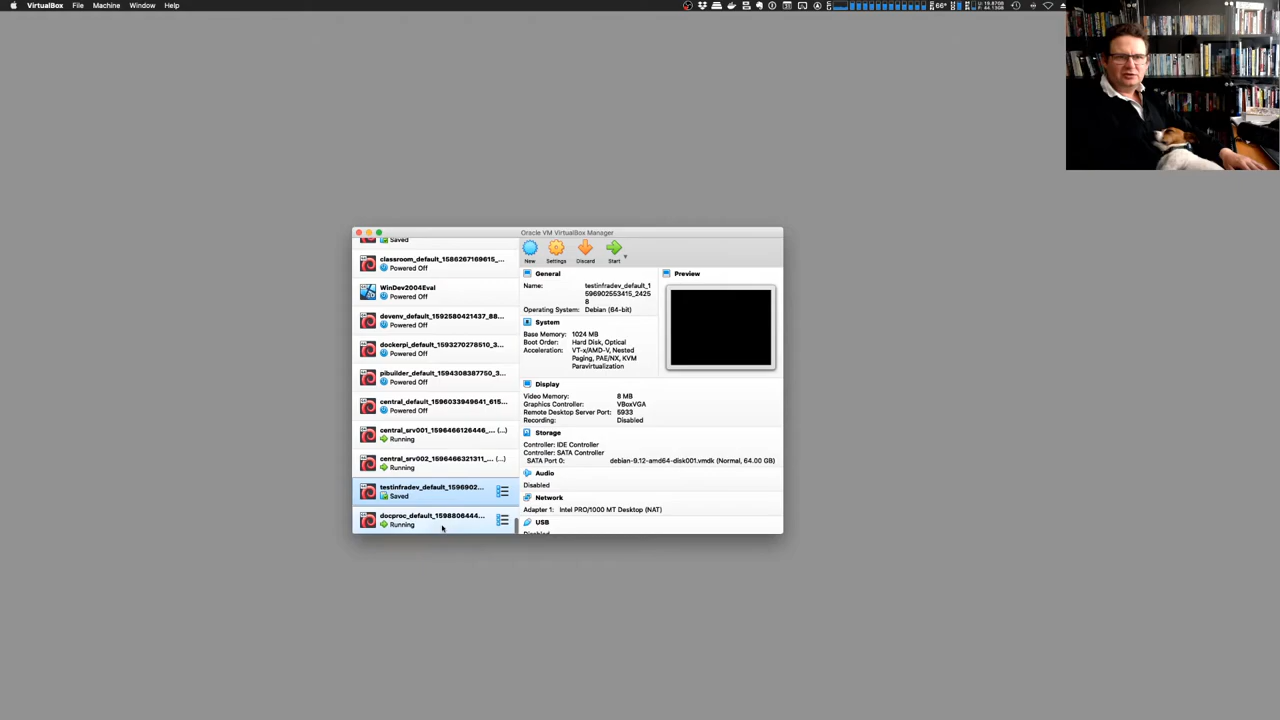 VirtualBox File Machine Window Help
66°
Oracle VM VirtualBox Manager
Saved
classroom_default_1586267169615_...
Powered Off
WinDev2004Eval
Powered Off
devenv_default_1592580421437_88...
Powered Off
dockerpi_default_1593270278510_3...
Powered Off
pibuilder_default_1594308387750_3...
Powered Off
central_default_1596033949641_615...
Powered Off
central_srv001_1596466126446_... (...)
Running
central_srv002_1596466321311_... (...)
Running
testinfradev_default_1596902...
Saved
docproc_default_1598806444...
Running
New Settings Discard Start
General
Name: testinfradev_default_1
596902553415_2425
8
Operating System: Debian (64-bit)
System
Base Memory: 1024 MB
Boot Order: Hard Disk, Optical
Acceleration: VT-x/AMD-V, Nested
Paging, PAE/NX, KVM
Paravirtualization
Preview
Display
Video Memory: 8 MB
Graphics Controller: VBoxVGA
Remote Desktop Server Port: 5933
Recording: Disabled
Storage
Controller: IDE Controller
Controller: SATA Controller
SATA Port 0: debian-9.12-amd64-disk001.vmdk (Normal, 64.00 GB)
Audio
Disabled
Network
Adapter 1: Intel PRO/1000 MT Desktop (NAT)
USB
Disabled